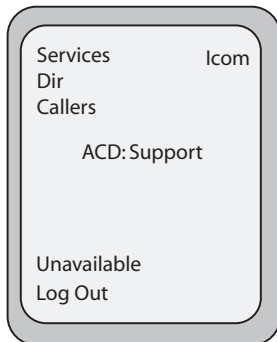 Services Icom
Dir
Callers
ACD: Support
Unavailable
Log Out